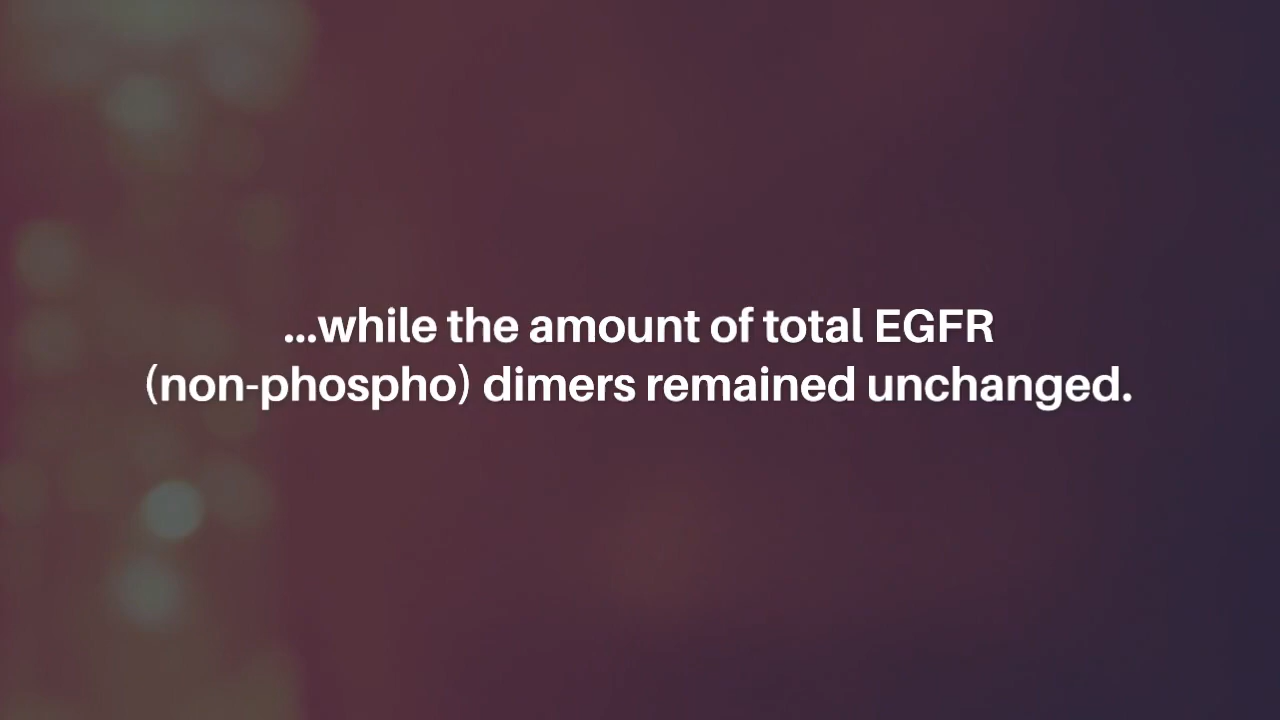 ...while the amount of total EGFR
(non-phospho) dimers remained unchanged.